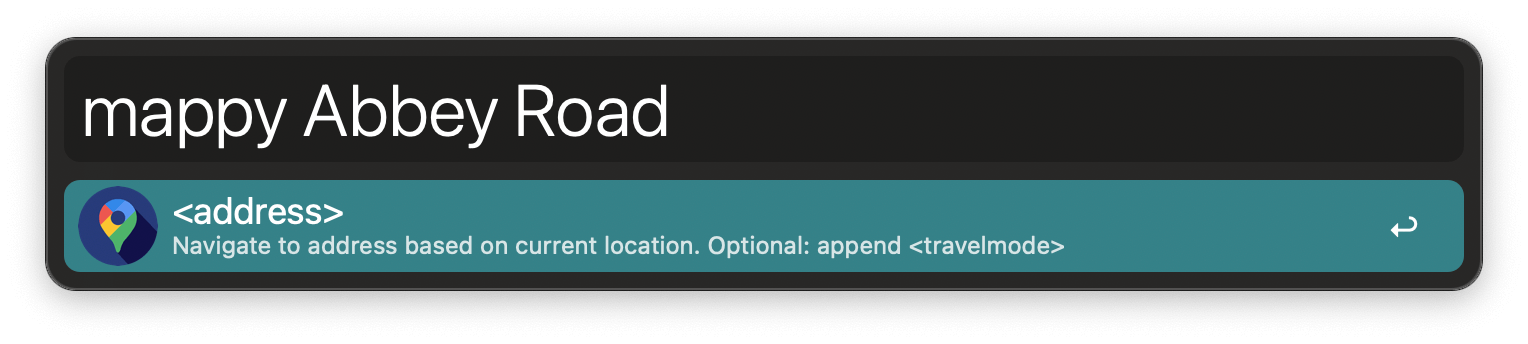 mappy Abbey Road
<address>
Navigate to address based on current location. Optional: append <travelmode>